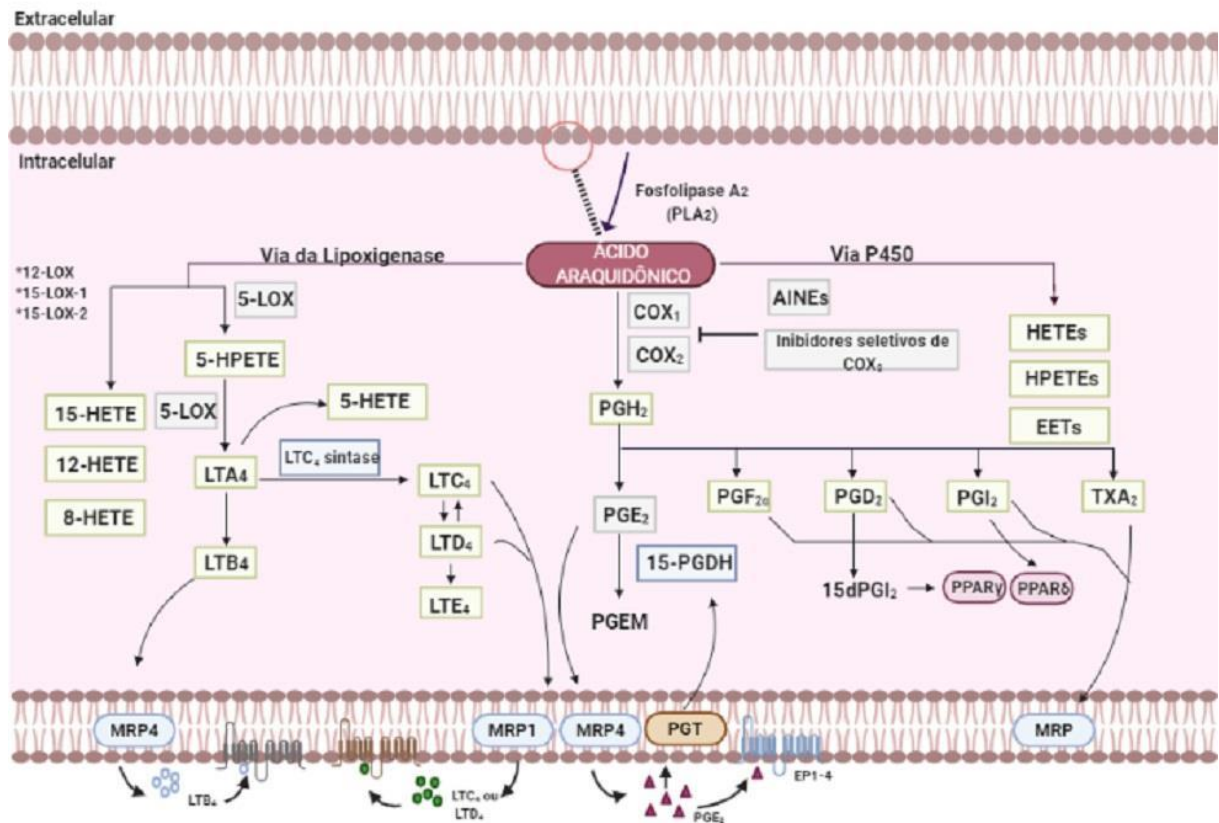 Extracelular
Intracelular
Fosfolipase A₂
(PLA2)
Via da Lipoxigenase
ÁCIDO
ARAQUIDÔNICO
Via P450
*12-LOX
*15-LOX-1
*15-LOX-2
5-LOX
COX₁
COX₂
AINEs
Inibidores seletivos de
COX₂
HETEs
HPETEs
EETs
5-HPETE
5-LOX
5-HETE
15-HETE
12-HETE
8-HETE
PGH₂
LTA₄
LTC₄ sintase
LTC₄
LTD₄
LTE₄
LTB₄
PGE₂
PGF₂α
PGD₂
PGI₂
TXA₂
15-PGDH
PGEM
15dPGI₂
PPARγ
PPARδ
MRP4
MRP1
MRP4
PGT
MRP
EP1-4
LTB₄
LTC₄ ou
LTD₄
PGE₂